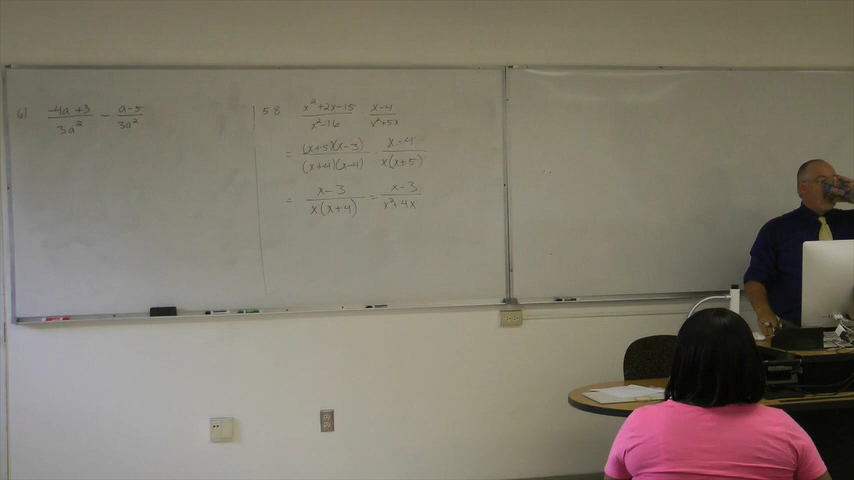 61 (-4a+3)/(3a²) - (a-5)/(3a²)
58 (x²+2x-15)/(x²-16) · (x-4)/(x²+5x)
= ((x+5)(x-3))/((x+4)(x-4)) · (x-4)/(x(x+5))
= (x-3)/(x(x+4)) = (x-3)/(x²+4x)